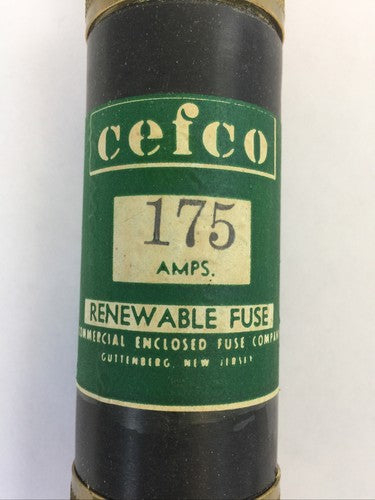 cefco
175
AMPS.
RENEWABLE FUSE
COMMERCIAL ENCLOSED FUSE COMPANY
GUTTENBERG, NEW JERSEY